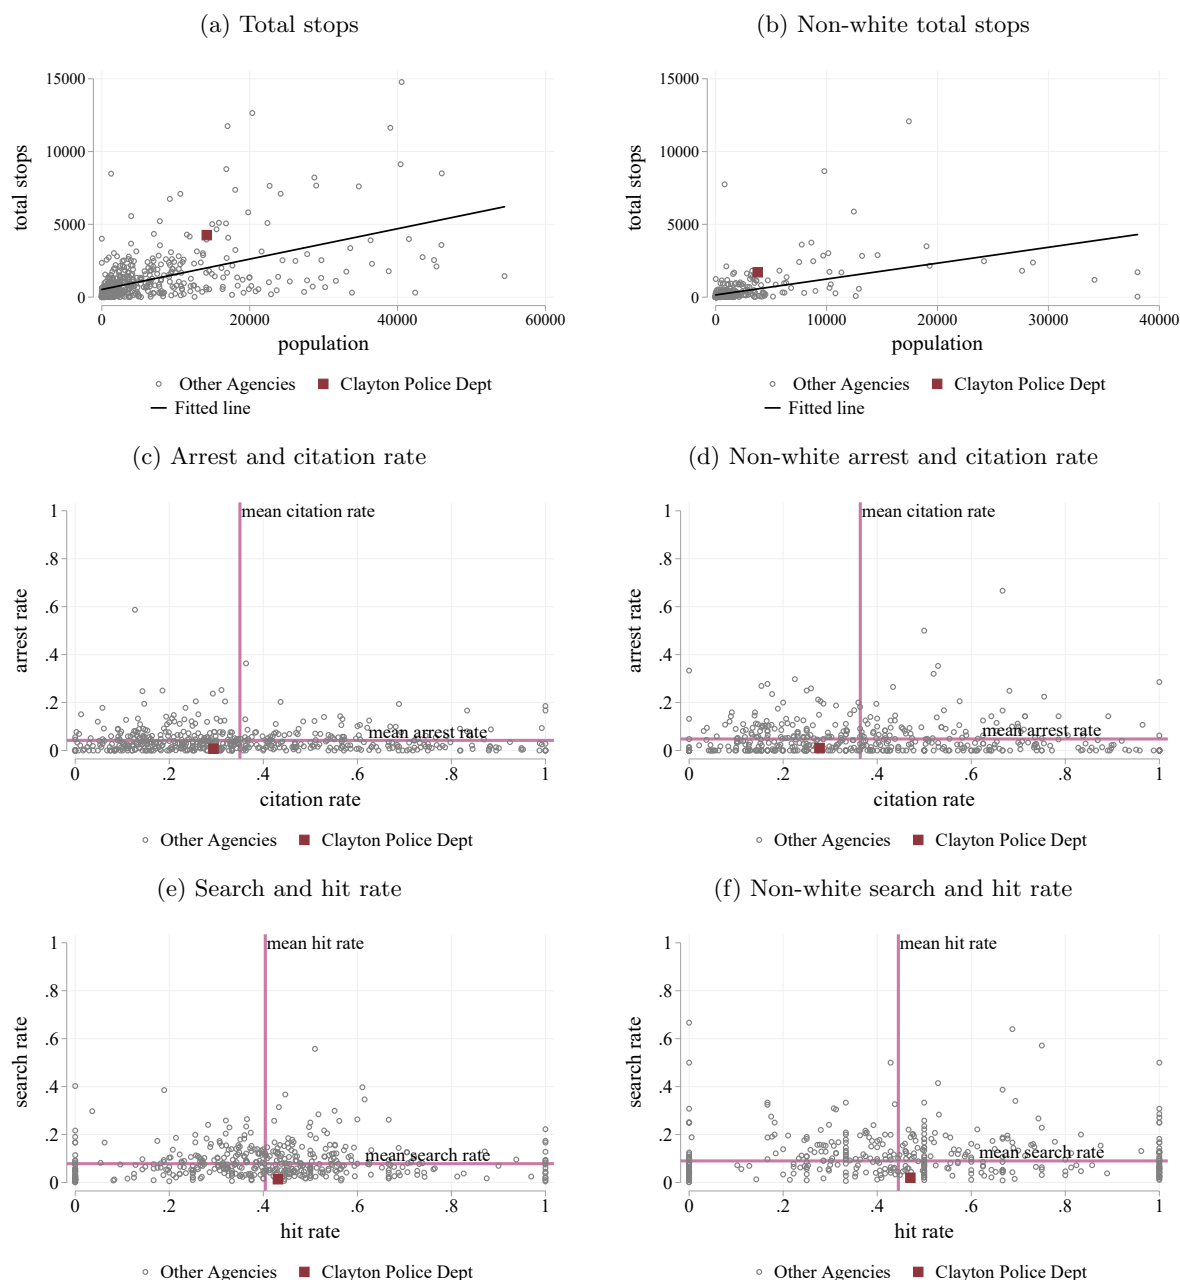 (a) Total stops
(b) Non-white total stops
total stops
15000
10000
5000
0
0 20000 40000 60000
population
Other Agencies Clayton Police Dept
Fitted line
total stops
15000
10000
5000
0
0 10000 20000 30000 40000
population
Other Agencies Clayton Police Dept
Fitted line
(c) Arrest and citation rate
(d) Non-white arrest and citation rate
arrest rate
1
.8
.6
.4
.2
0
mean citation rate
mean arrest rate
0 .2 .4 .6 .8 1
citation rate
Other Agencies Clayton Police Dept
arrest rate
1
.8
.6
.4
.2
0
mean citation rate
mean arrest rate
0 .2 .4 .6 .8 1
citation rate
Other Agencies Clayton Police Dept
(e) Search and hit rate
(f) Non-white search and hit rate
search rate
1
.8
.6
.4
.2
0
mean hit rate
mean search rate
0 .2 .4 .6 .8 1
hit rate
Other Agencies Clayton Police Dept
search rate
1
.8
.6
.4
.2
0
mean hit rate
mean search rate
0 .2 .4 .6 .8 1
hit rate
Other Agencies Clayton Police Dept